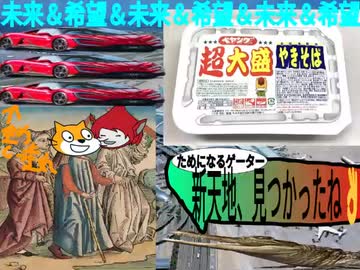 未来＆希望＆未来＆希望＆未来＆希望
ペヤング
超大盛
やきそば
ためになるゲーター
新天地、見つかったね👌